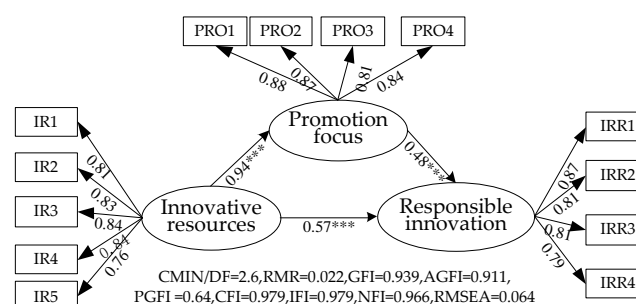 PRO1 PRO2 PRO3 PRO4
0.88 0.87 0.81 0.84
Promotion
focus
IR1
IR2
IR3
IR4
IR5
0.81
0.83
0.84
0.84
0.76
0.94***
0.48***
Innovative
resources
0.57***
Responsible
innovation
IRR1
IRR2
IRR3
IRR4
0.87
0.81
0.81
0.79
CMIN/DF=2.6,RMR=0.022,GFI=0.939,AGFI=0.911,
PGFI =0.64,CFI=0.979,IFI=0.979,NFI=0.966,RMSEA=0.064